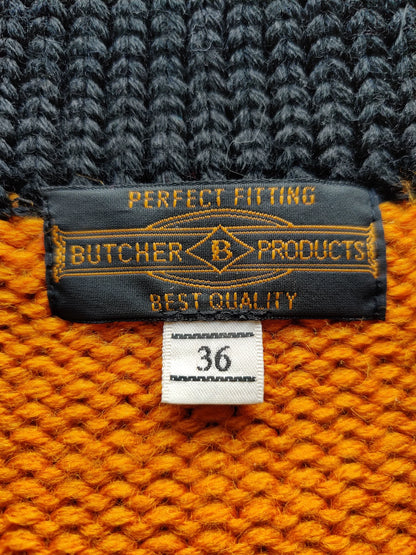 PERFECT FITTING
BUTCHER B PRODUCTS
BEST QUALITY
36